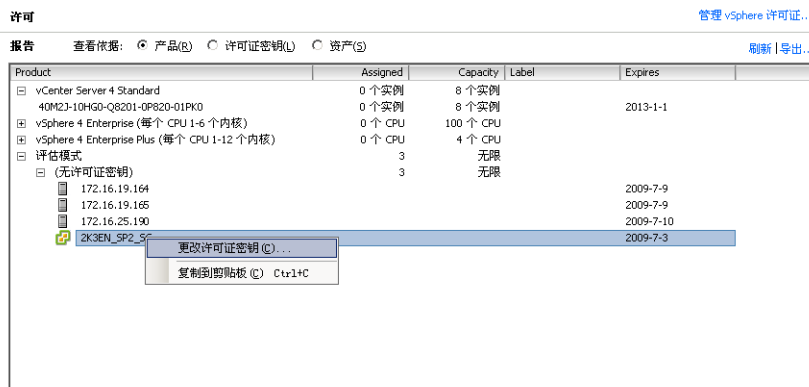 许可 管理 vSphere 许可证...
报告 查看依据: 产品(R) 许可证密钥(L) 资产(S) 刷新 | 导出...
Product Assigned Capacity Label Expires
vCenter Server 4 Standard 0 个实例 8 个实例
40M2J-10HG0-Q8201-0P820-01PK0 0 个实例 8 个实例 2013-1-1
vSphere 4 Enterprise (每个 CPU 1-6 个内核) 0 个 CPU 100 个 CPU
vSphere 4 Enterprise Plus (每个 CPU 1-12 个内核) 0 个 CPU 4 个 CPU
评估模式 3 无限
(无许可证密钥) 3 无限
172.16.19.164 2009-7-9
172.16.19.165 2009-7-9
172.16.25.190 2009-7-10
2K3EN_SP2_SC 2009-7-3
更改许可证密钥(C)...
复制到剪贴板(C) Ctrl+C